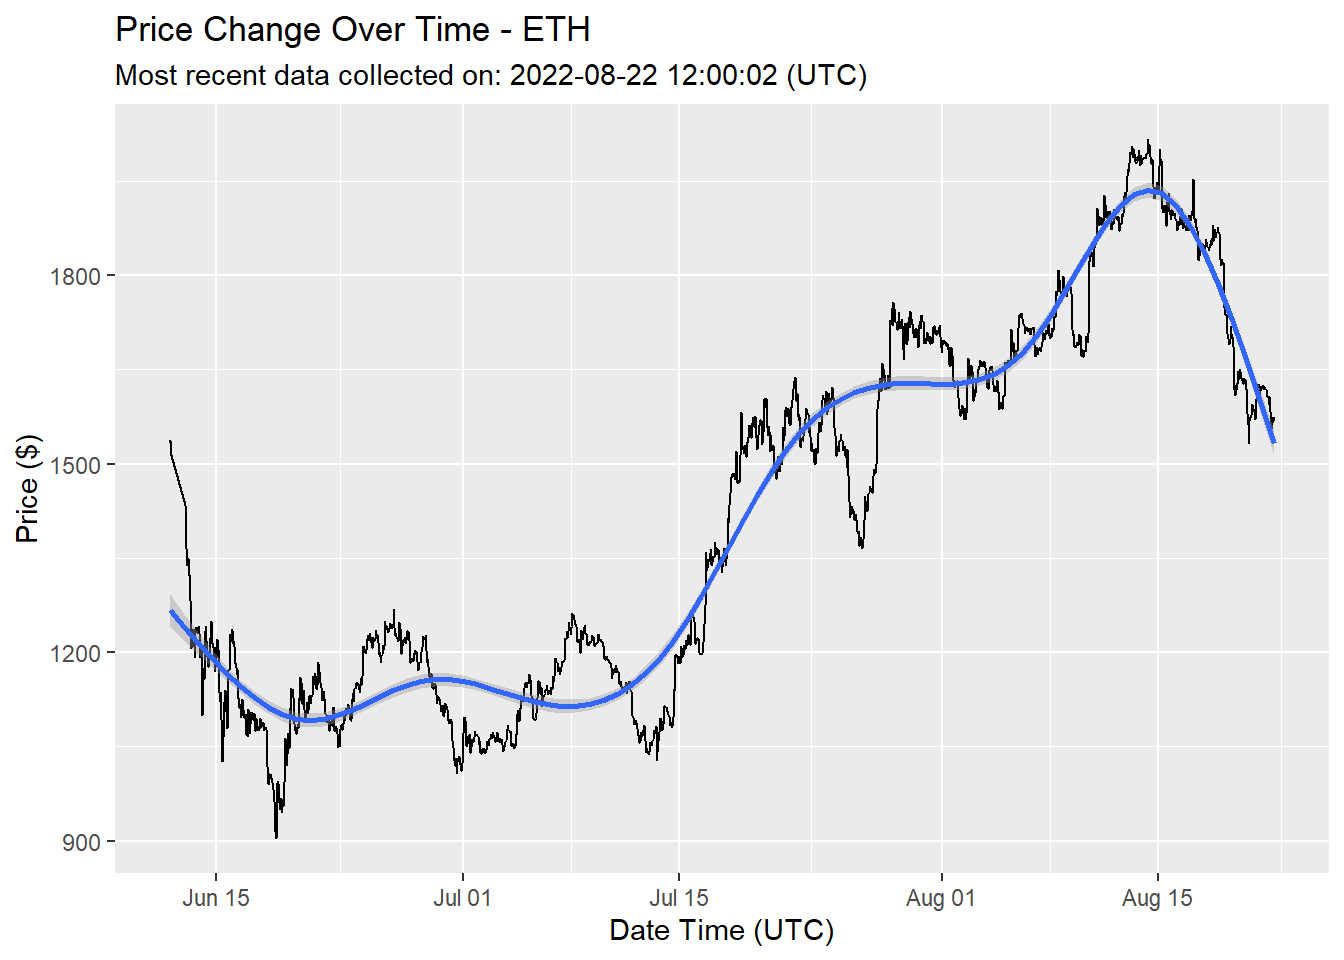 Price Change Over Time - ETH
Most recent data collected on: 2022-08-22 12:00:02 (UTC)
Price ($)
1800
1500
1200
900
Jun 15
Jul 01
Jul 15
Aug 01
Aug 15
Date Time (UTC)